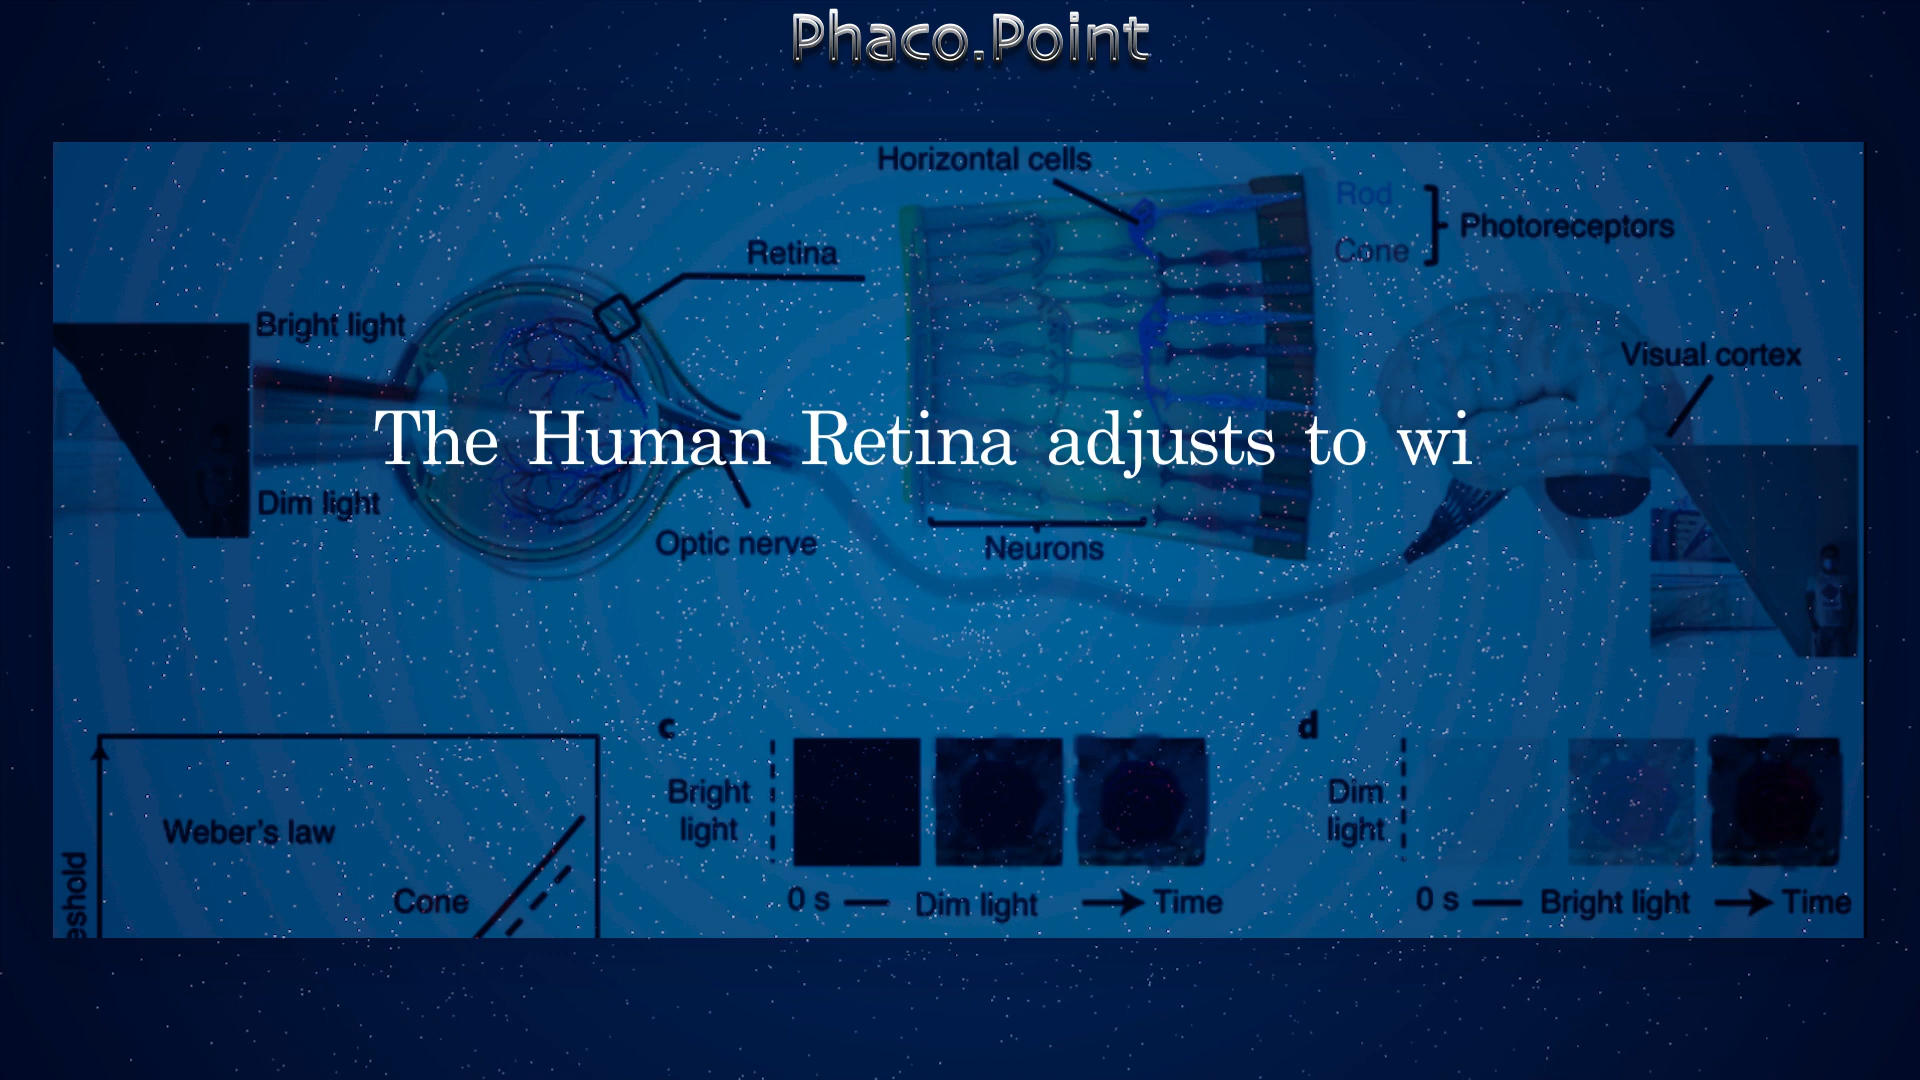 Phaco.Point
Horizontal cells
Rod
Cone
Photoreceptors
Retina
Bright light
Visual cortex
The Human Retina adjusts to wi
Dim light
Optic nerve
Neurons
c
d
Bright
light
Dim
light
Weber's law
Cone
eshold
0 s
Dim light
Time
0 s
Bright light
Time